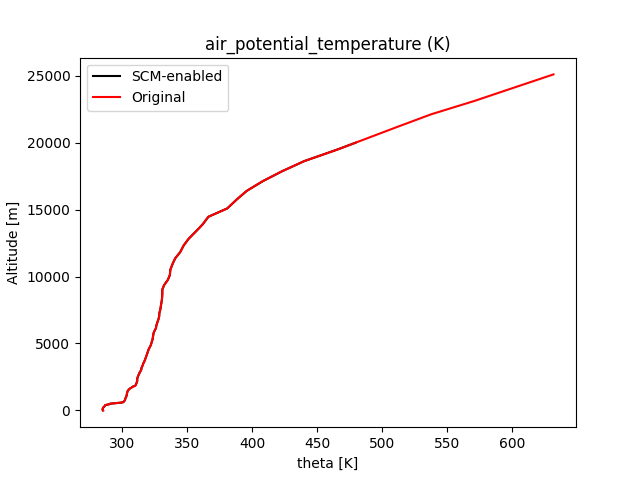 air_potential_temperature (K)
SCM-enabled
Original
25000
20000
15000
10000
5000
0
Altitude [m]
300
350
400
450
500
550
600
theta [K]